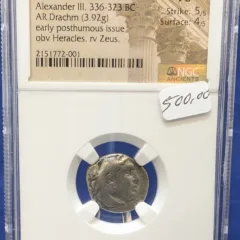 Alexander III, 336-323 BC
AR Drachm (3.92g)
early posthumous issue
obv Heracles. rv Zeus.
2151772-001
Strike: 5/5
Surface: 4/5
NGC
ANCIENTS
500.00